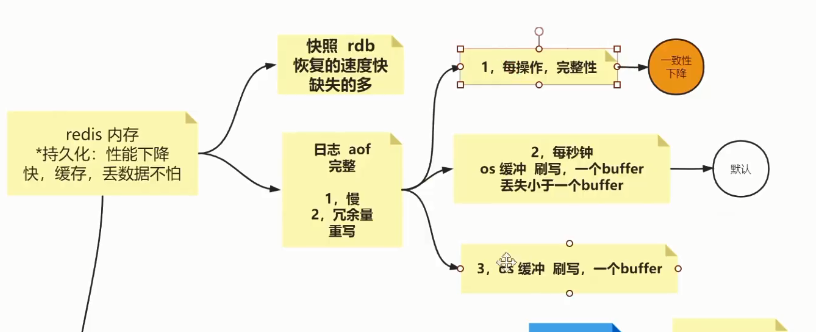 redis 内存
*持久化：性能下降
快，缓存，丢数据不怕
快照 rdb
恢复的速度快
缺失的多
日志 aof
完整
1，慢
2，冗余量
重写
1，每操作，完整性
一致性
下降
2，每秒钟
os 缓冲 刷写，一个buffer
丢失小于一个buffer
默认
3，os 缓冲 刷写，一个buffer